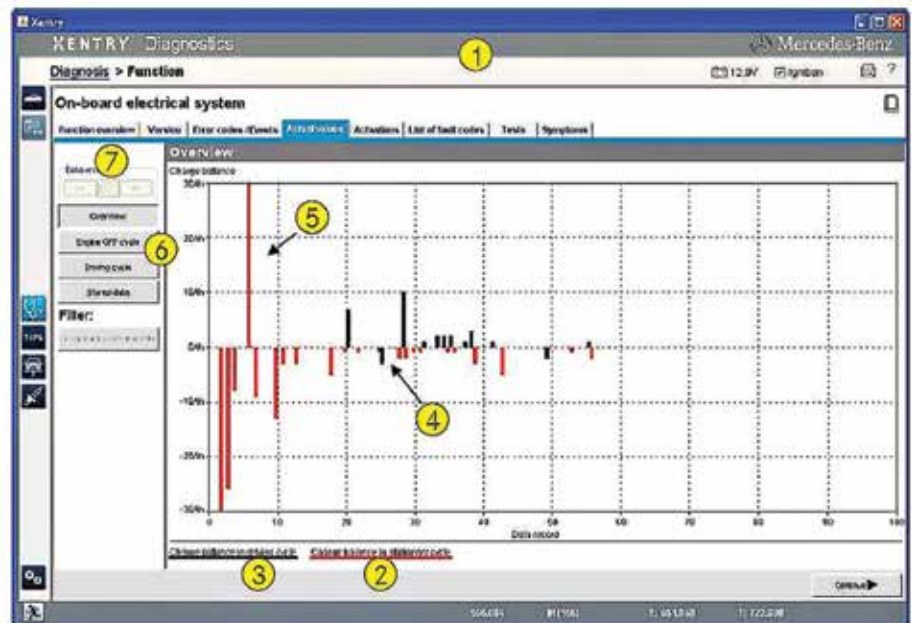 Xentry
XENTRY Diagnostics
Mercedes-Benz
1
Diagnosis > Function
12.9V Ignition ?
On-board electrical system
Function overview Version Error codes /Events Actual values Actuations List of fault codes Tests Symptoms
7
Overview
Charge balance
Overview
Engine OFF cycle
6
Driving cycle
Filter:
5
4
0 10 20 30 40 50 60 70 80 90 100
Data record
Charge balance in driving cycle Charge balance in stationary cycle
3 2
Continue